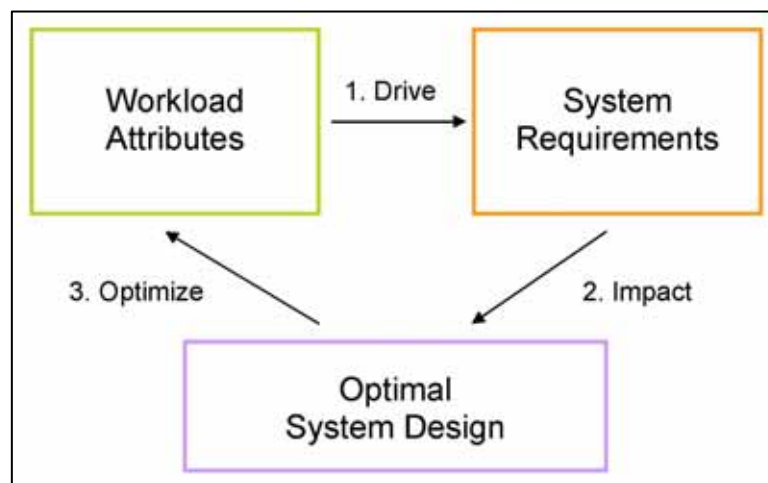 Workload
Attributes
1. Drive
System
Requirements
3. Optimize
2. Impact
Optimal
System Design